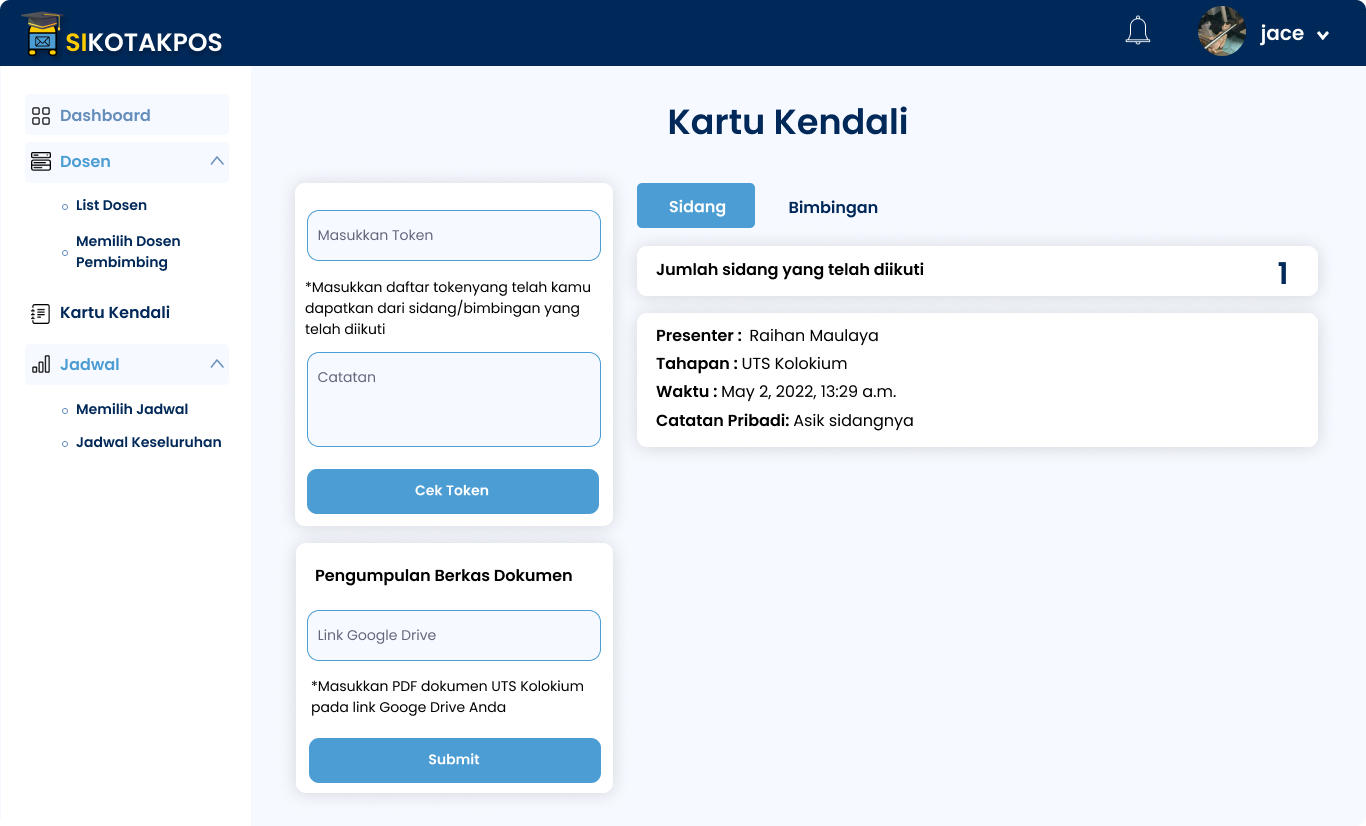 SIKOTAKPOS
jace
Dashboard
Dosen
List Dosen
Memilih Dosen
Pembimbing
Kartu Kendali
Jadwal
Memilih Jadwal
Jadwal Keseluruhan
Kartu Kendali
Masukkan Token
*Masukkan daftar tokenyang telah kamu
dapatkan dari sidang/bimbingan yang
telah diikuti
Catatan
Cek Token
Pengumpulan Berkas Dokumen
Link Google Drive
*Masukkan PDF dokumen UTS Kolokium
pada link Googe Drive Anda
Submit
Sidang
Bimbingan
Jumlah sidang yang telah diikuti 1
Presenter : Raihan Maulaya
Tahapan : UTS Kolokium
Waktu : May 2, 2022, 13:29 a.m.
Catatan Pribadi: Asik sidangnya